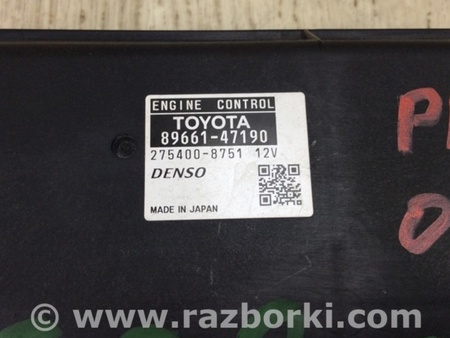 ENGINE CONTROL
TOYOTA
89661-47190
275400-8751 12V
DENSO
MADE IN JAPAN
© www.razborki.com